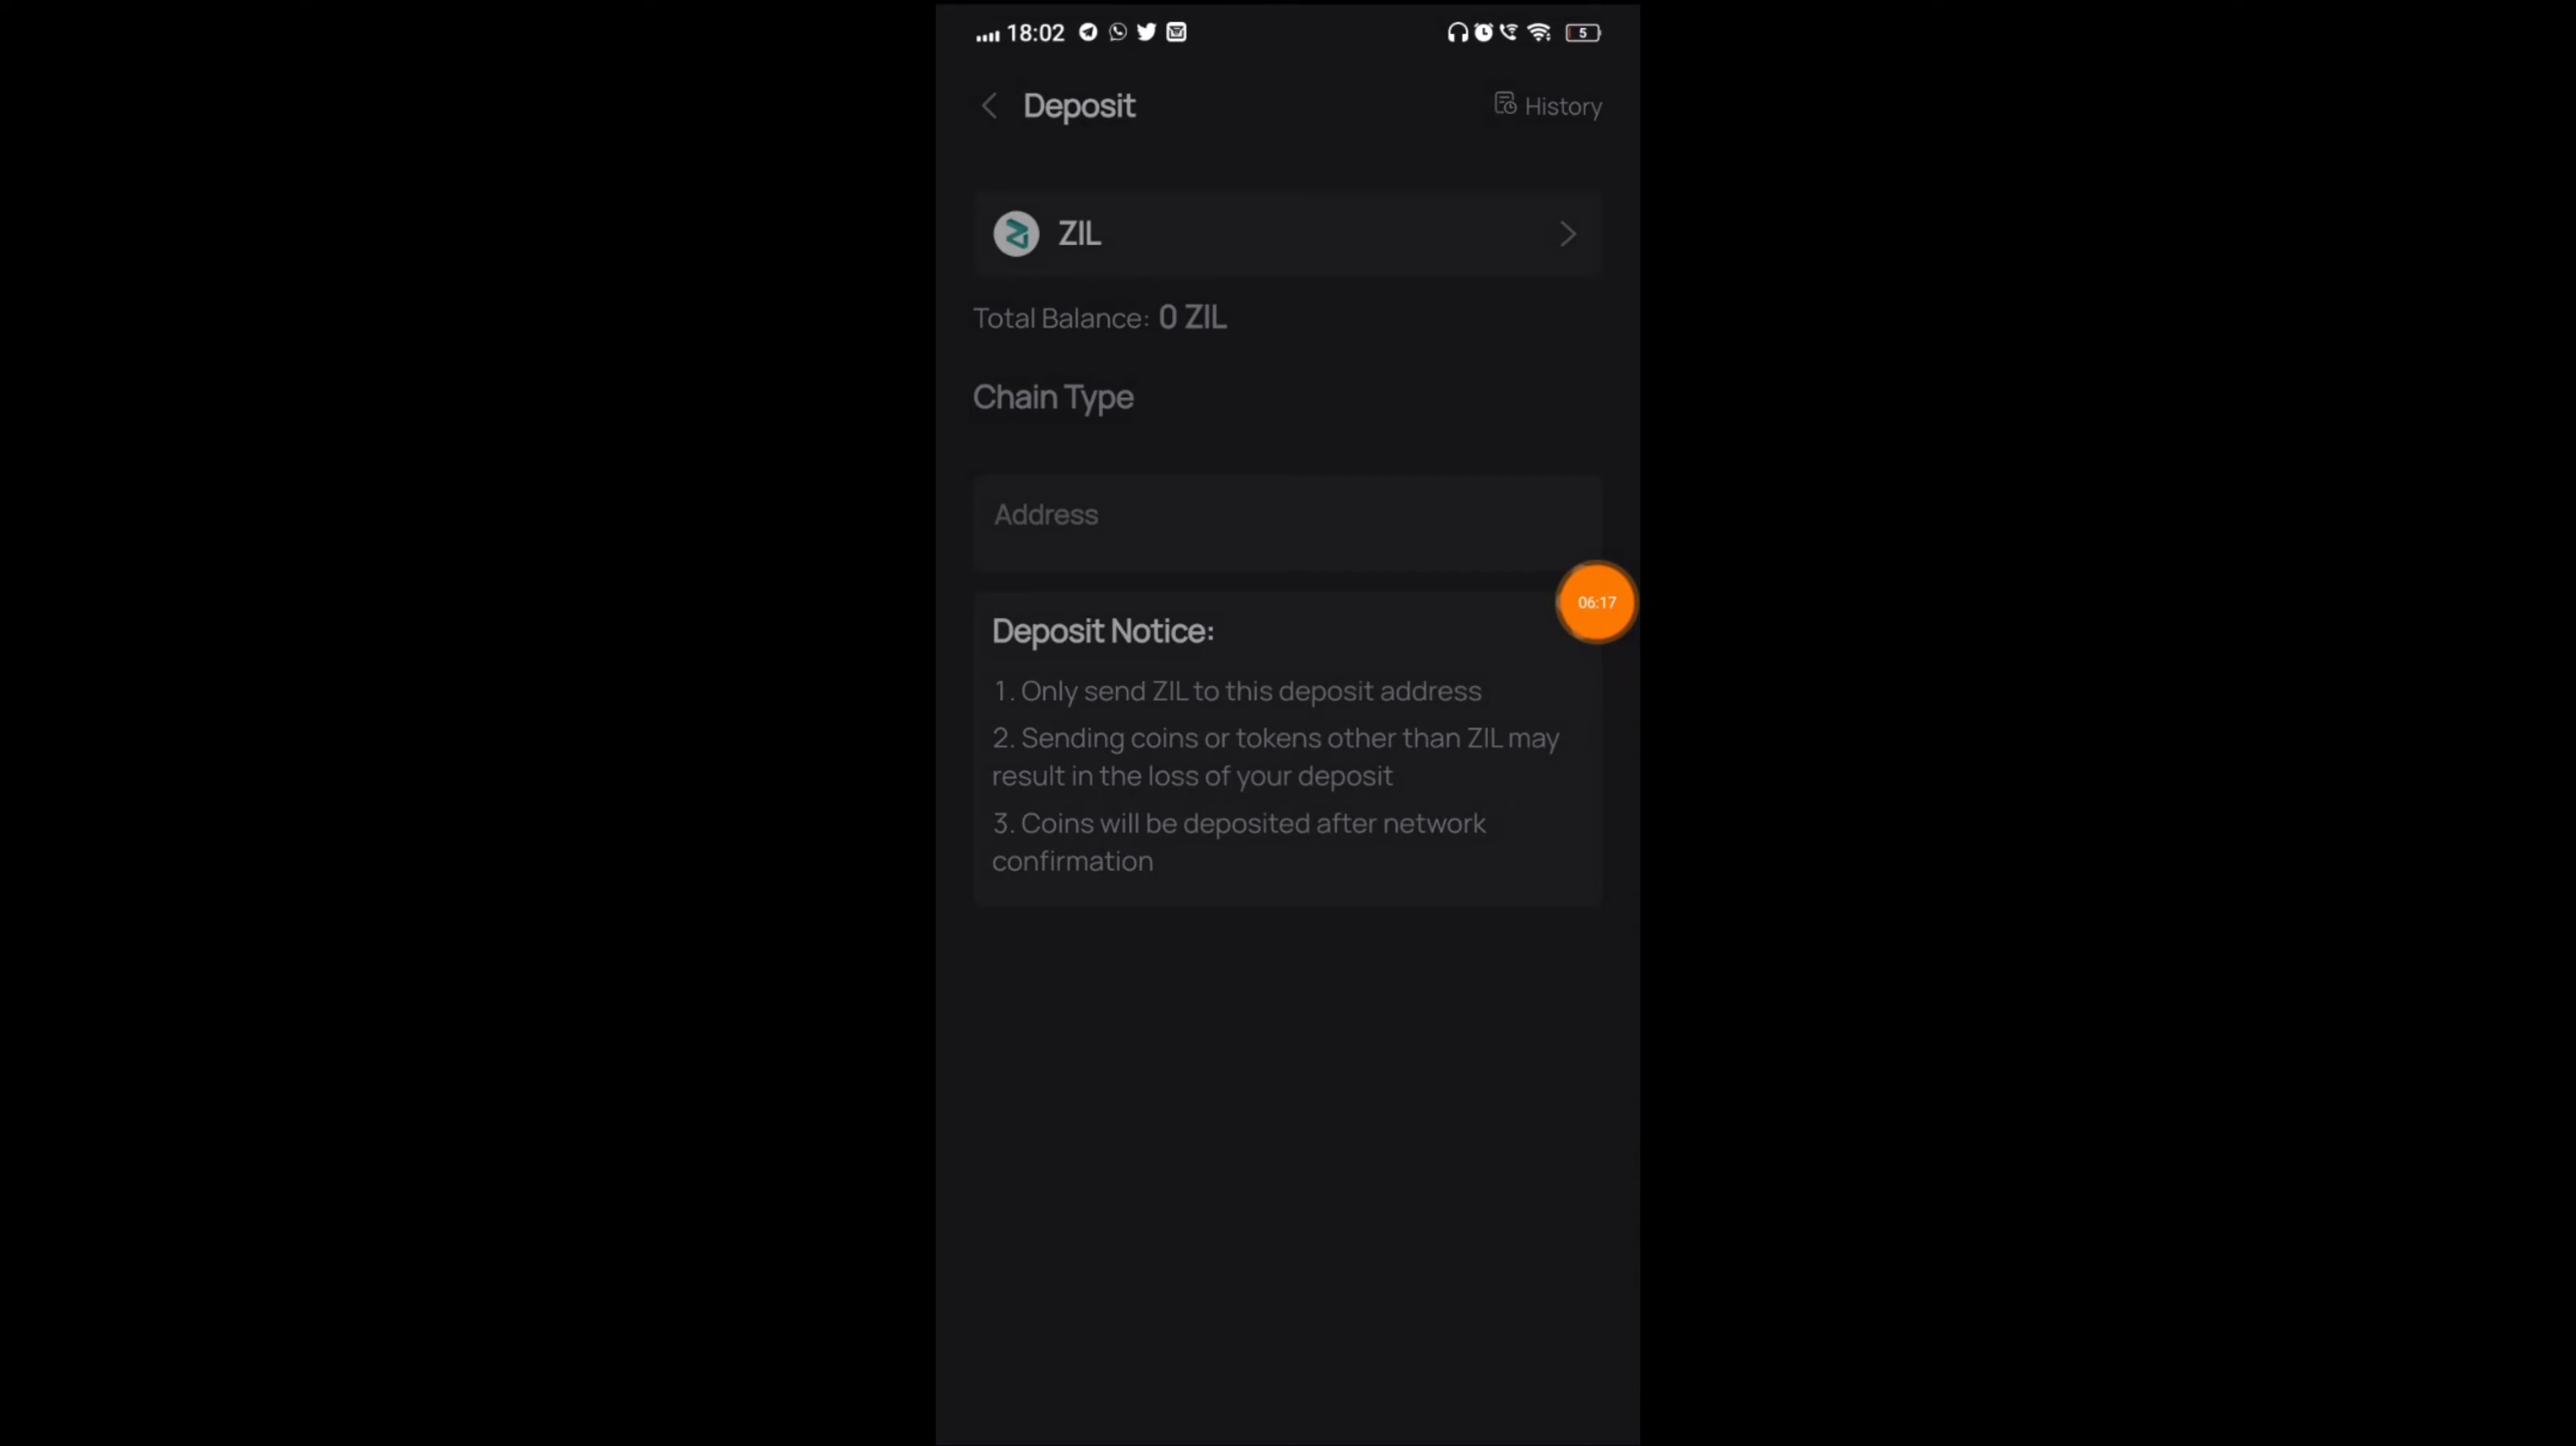 18:02
5
Deposit
History
ZIL
Total Balance: 0 ZIL
Chain Type
Address
06:17
Deposit Notice:
1. Only send ZIL to this deposit address
2. Sending coins or tokens other than ZIL may
result in the loss of your deposit
3. Coins will be deposited after network
confirmation